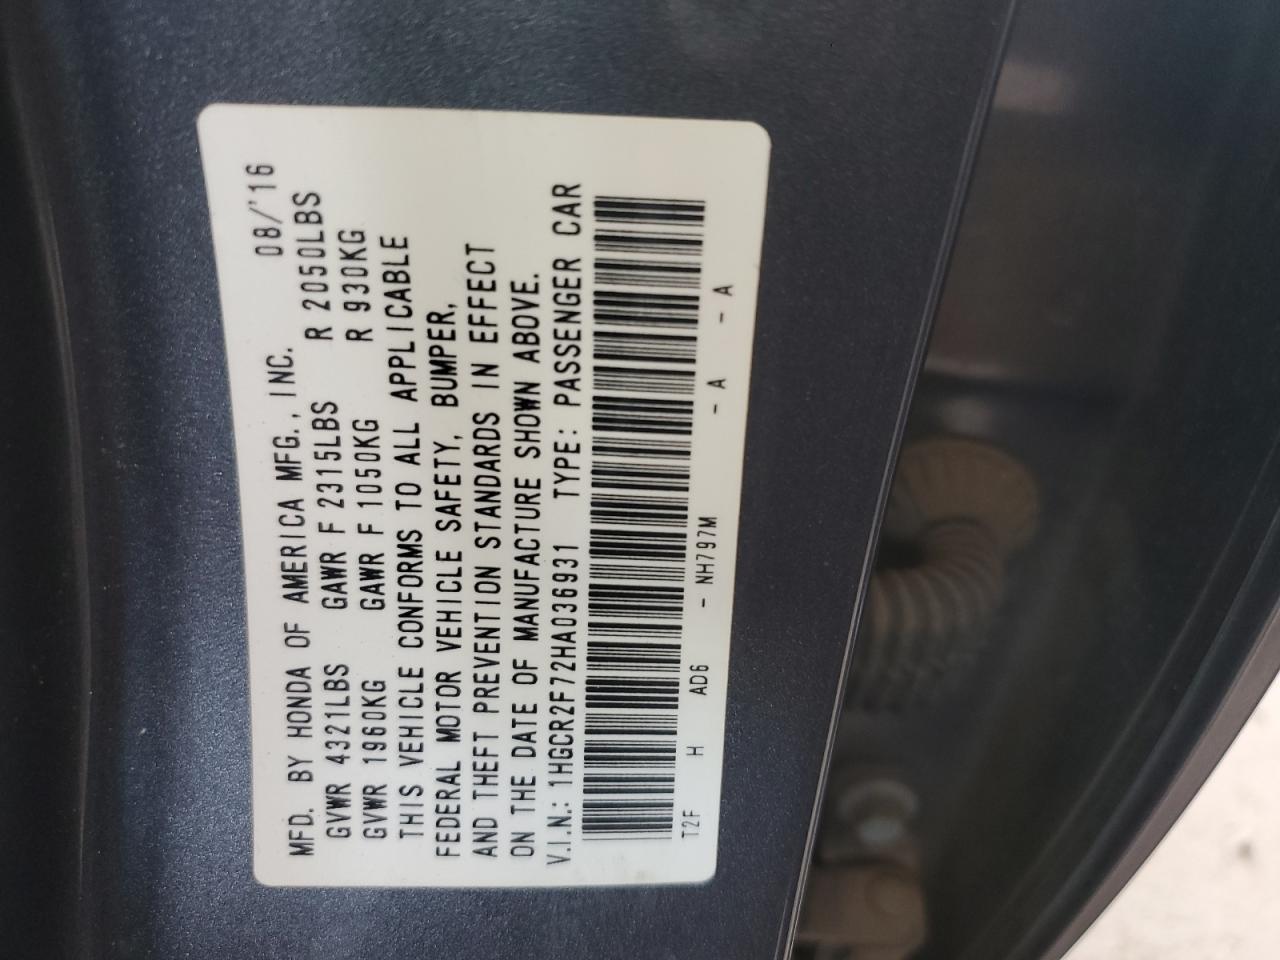 MFD. BY HONDA OF AMERICA MFG., INC. 08/'16
GVWR 4321LBS GAWR F 2315LBS R 2050LBS
GVWR 1960KG GAWR F 1050KG R 930KG
THIS VEHICLE CONFORMS TO ALL APPLICABLE
FEDERAL MOTOR VEHICLE SAFETY, BUMPER,
AND THEFT PREVENTION STANDARDS IN EFFECT
ON THE DATE OF MANUFACTURE SHOWN ABOVE.
V.I.N.: 1HGCR2F72HA036931 TYPE: PASSENGER CAR
T2F H AD6 - NH797M - A - A